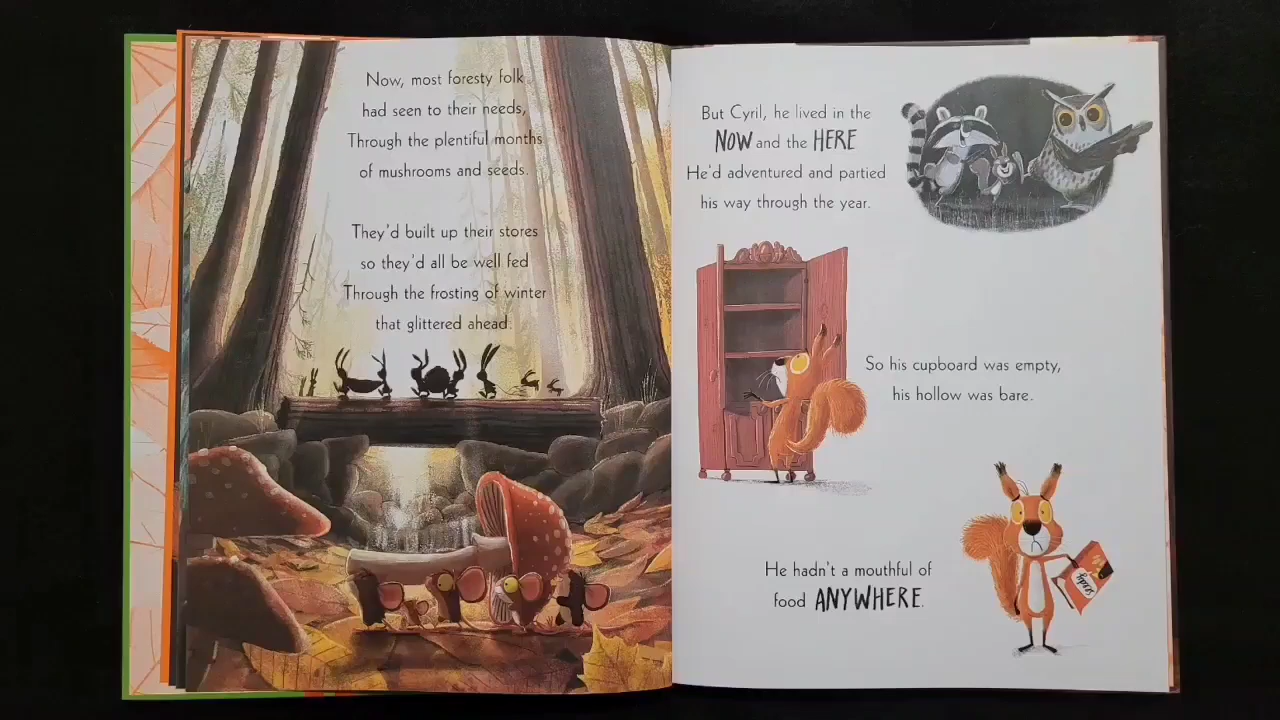 Now, most foresty folk
had seen to their needs,
Through the plentiful months
of mushrooms and seeds.
They'd built up their stores
so they'd all be well fed
Through the frosting of winter
that glittered ahead.
But Cyril, he lived in the
NOW and the HERE
He'd adventured and partied
his way through the year.
So his cupboard was empty,
his hollow was bare.
He hadn't a mouthful of
food ANYWHERE.